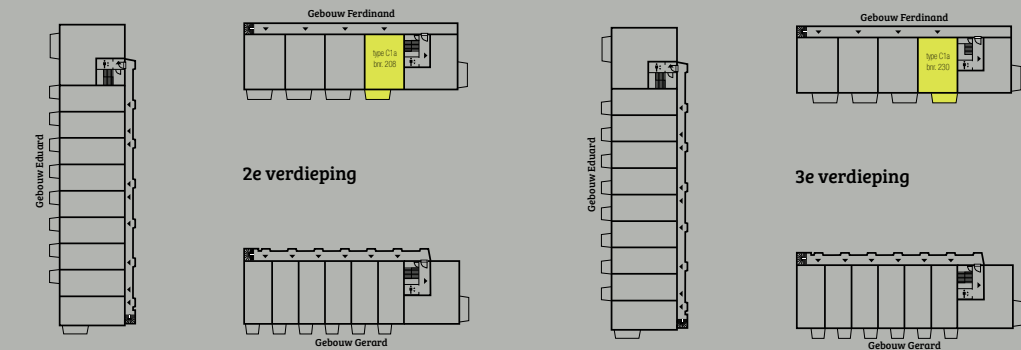 Gebouw Ferdinand
type C1a
bnr. 208
Gebouw Eduard
2e verdieping
Gebouw Gerard
Gebouw Ferdinand
type C1a
bnr. 230
Gebouw Eduard
3e verdieping
Gebouw Gerard